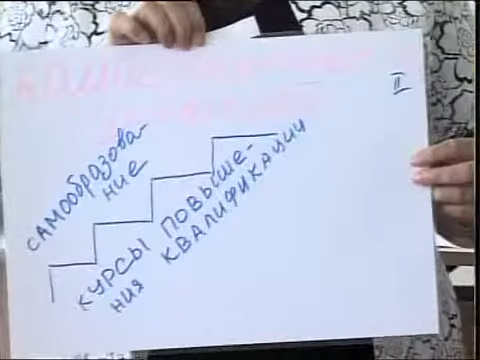 II
самообразова-
ние
курсы повыше-
ния квалификации